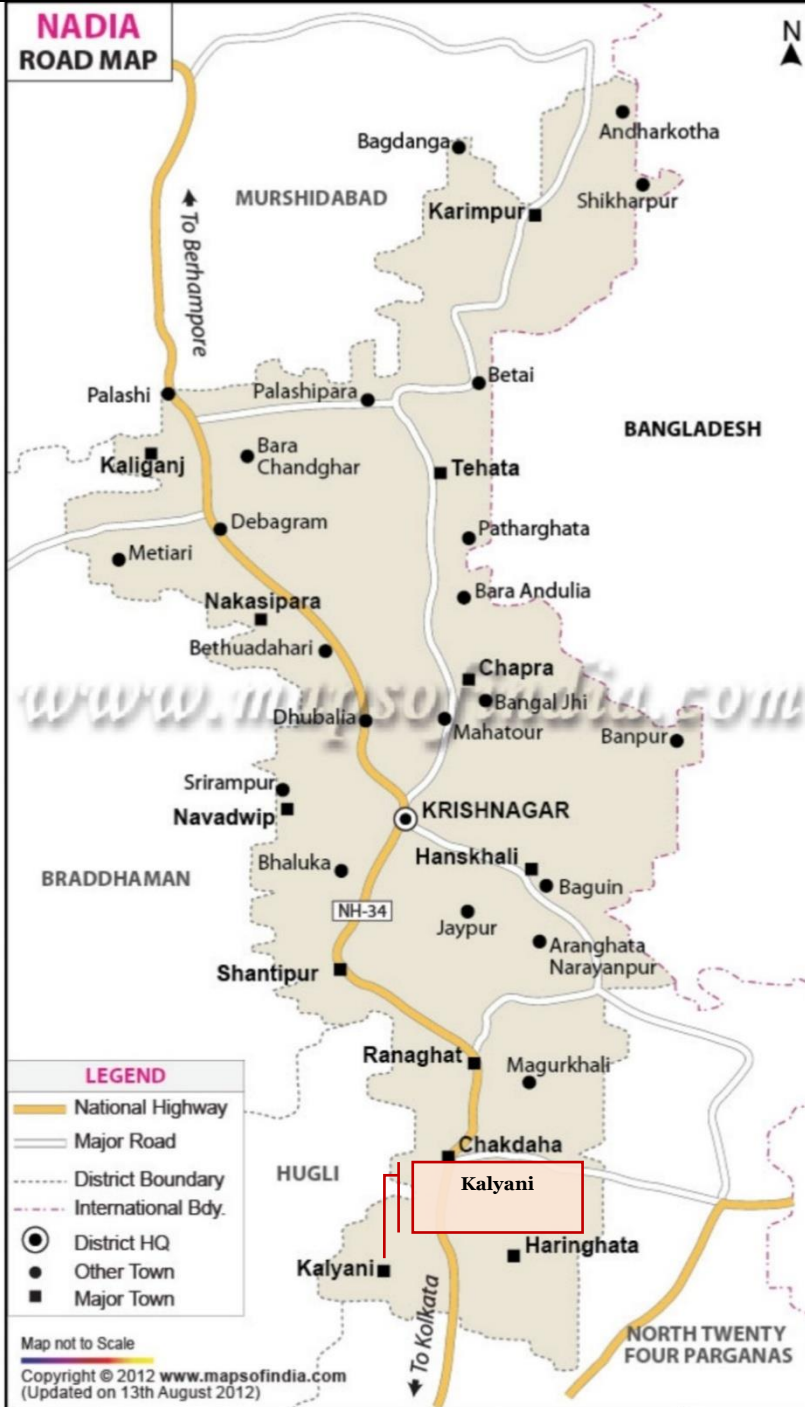 NADIA
ROAD MAP
N
Andharkotha
Bagdanga
MURSHIDABAD
Shikharpur
Karimpur
To Berhampore
Betai
Palashi
Palashipara
BANGLADESH
Bara
Chandghar
Kaliganj
Tehata
Debagram
Patharghata
Metiari
Bara Andulia
Nakasipara
Bethuadahari
Chapra
www.mapsofindia.com
Bangal Jhi
Dhubalia
Mahatour
Banpur
Srirampur
Navadwip
KRISHNAGAR
Hanskhali
Bhaluka
BRADDHAMAN
Baguin
NH-34
Jaypur
Aranghata
Narayanpur
Shantipur
Ranaghat
Magurkhali
LEGEND
National Highway
Major Road
District Boundary
International Bdy.
District HQ
Other Town
Major Town
Chakdaha
HUGLI
Kalyani
Haringhata
Kalyani
To Kolkata
NORTH TWENTY
FOUR PARGANAS
Map not to Scale
Copyright © 2012 www.mapsofindia.com
(Updated on 13th August 2012)